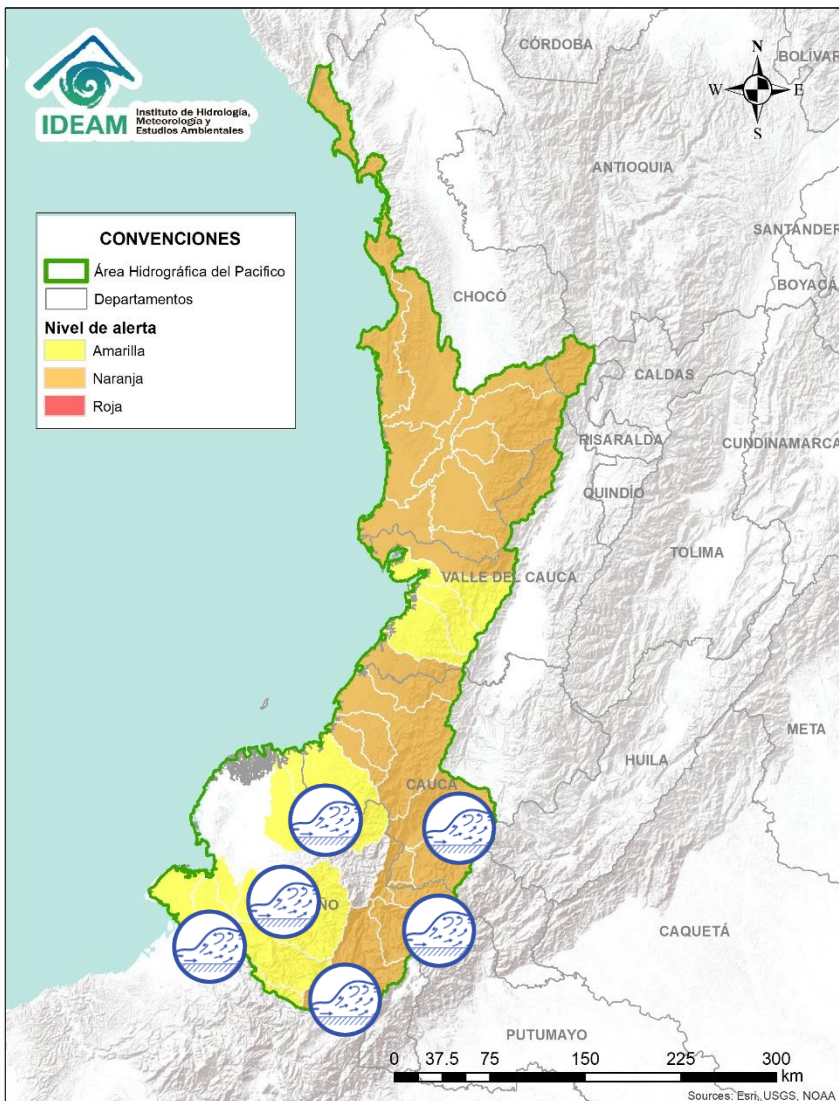 CÓRDOBA
BOLÍVAR
IDEAM
Instituto de Hidrología,
Meteorología y
Estudios Ambientales
N
W
E
S
ANTIOQUIA
SANTANDER
BOYACÁ
CONVENCIONES
Área Hidrográfica del Pacifico
Departamentos
Nivel de alerta
Amarilla
Naranja
Roja
CHOCÓ
CALDAS
RISARALDA
CUNDINAMARCA
QUINDÍO
TOLIMA
VALLE DEL CAUCA
META
HUILA
CAUCA
ÑO
CAQUETÁ
PUTUMAYO
0 37.5 75 150 225 300
km
Sources: Esri, USGS, NOAA